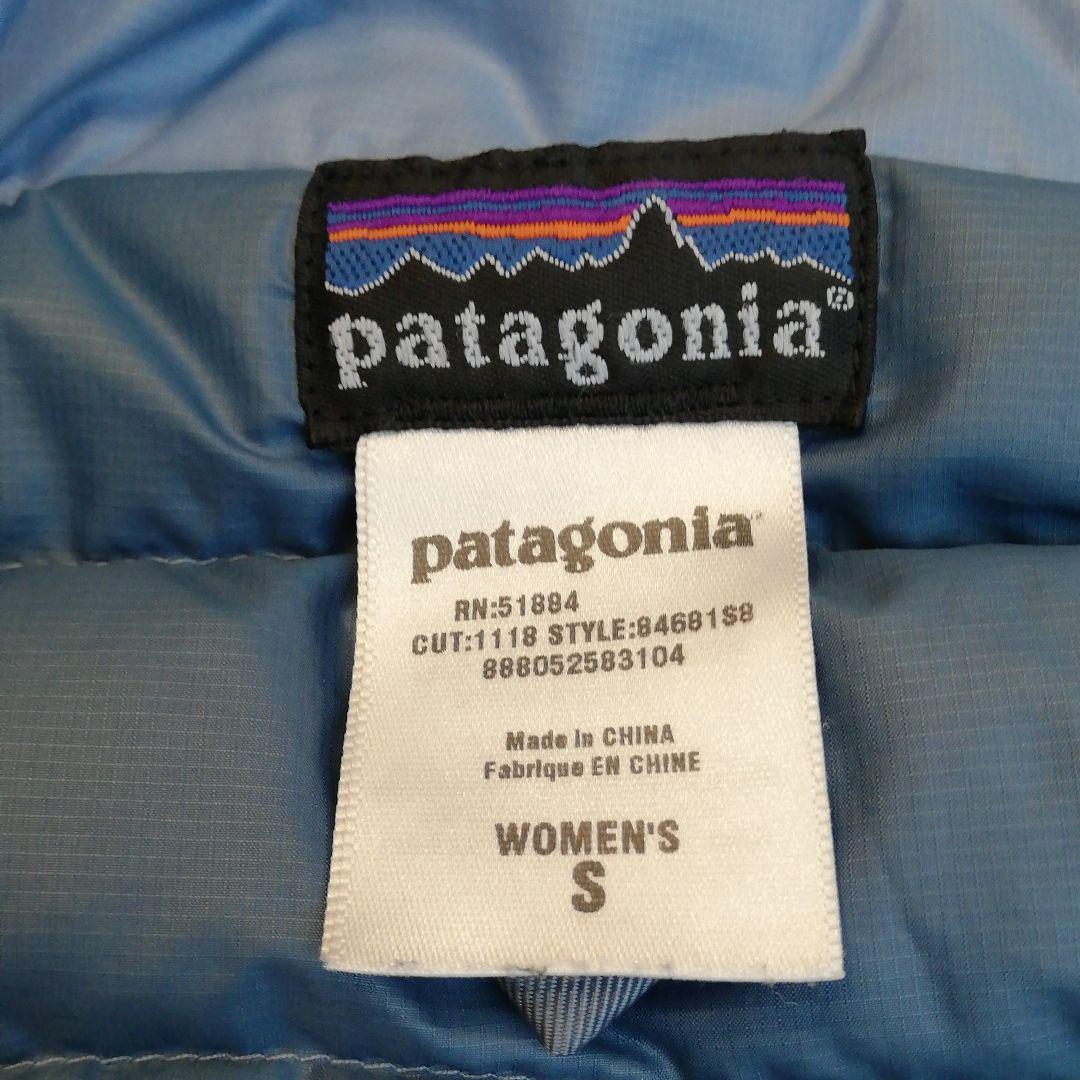 patagonia®
patagonia®
RN:51884
CUT:1118 STYLE:84681S8
888052583104
Made in CHINA
Fabrique EN CHINE
WOMEN'S
S